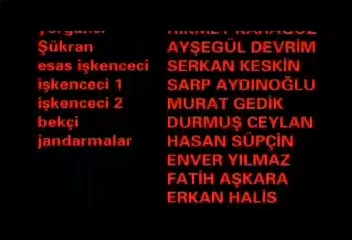 Şükran AYŞEGÜL DEVRİM
esas işkenceci SERKAN KESKİN
işkenceci 1 SARP AYDINOĞLU
işkenceci 2 MURAT GEDİK
bekçi DURMUŞ CEYLAN
jandarmalar HASAN SÜPÇİN
ENVER YILMAZ
FATİH AŞKARA
ERKAN HALİS